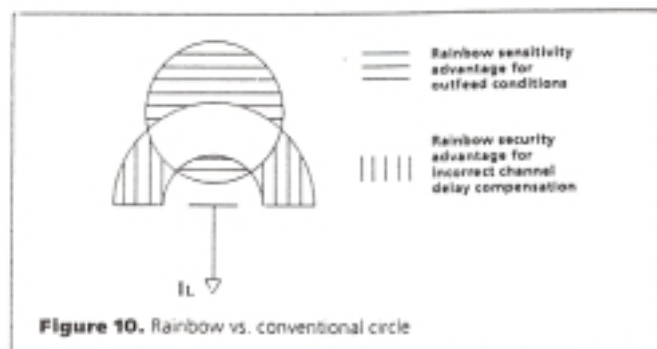 Rainbow sensitivity
advantage for
outfeed conditions
Rainbow security
advantage for
incorrect channel
delay compensation
IL
Figure 10. Rainbow vs. conventional circle